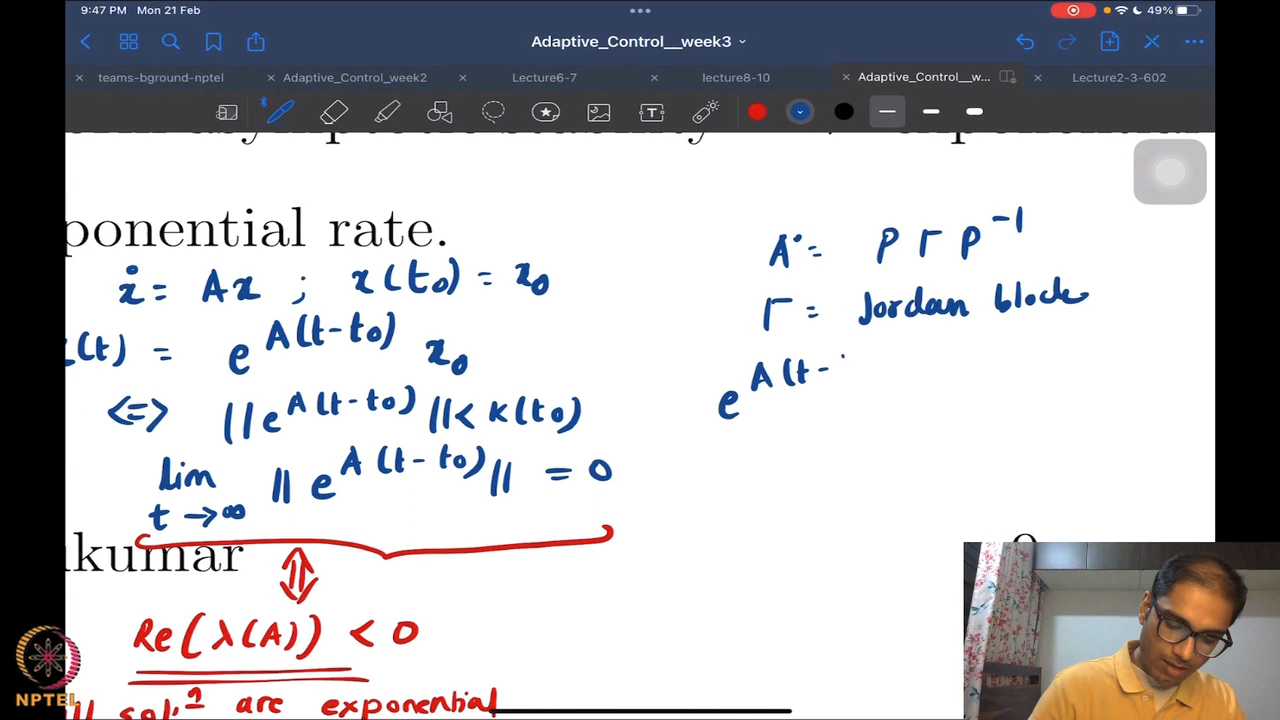 9:47 PM Mon 21 Feb
49%
Adaptive_Control__week3
teams-bground-nptel
Adaptive_Control_week2
Lecture6-7
lecture8-10
Adaptive_Control__w...
Lecture2-3-602
ponential rate.
ẋ = Ax ; x(t₀) = x₀
(t) = e^A(t-t₀) x₀
<=> ||e^A(t-t₀)|| < K(t₀)
lim t→∞ ||e^A(t-t₀)|| = 0
ukumar
⇕
Re(λ(A)) < 0
sol.ⁿ are exponential
A = P Γ P⁻¹
Γ = Jordan block
e^A(t-
NPTEL